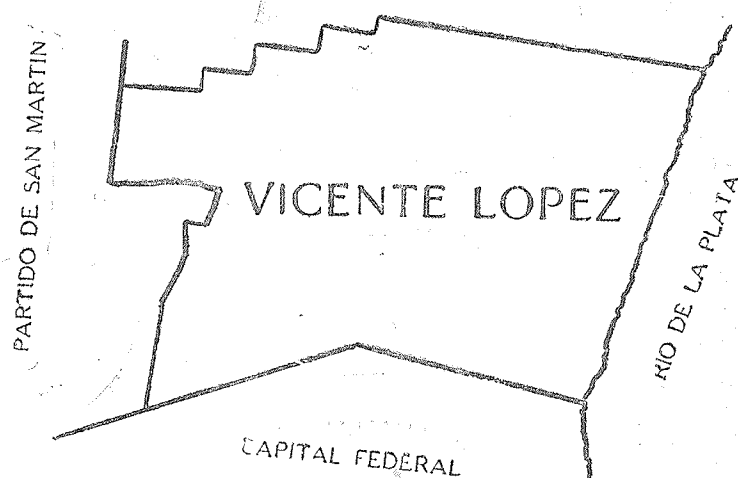 PARTIDO DE SAN MARTIN
VICENTE LOPEZ
RIO DE LA PLATA
CAPITAL FEDERAL